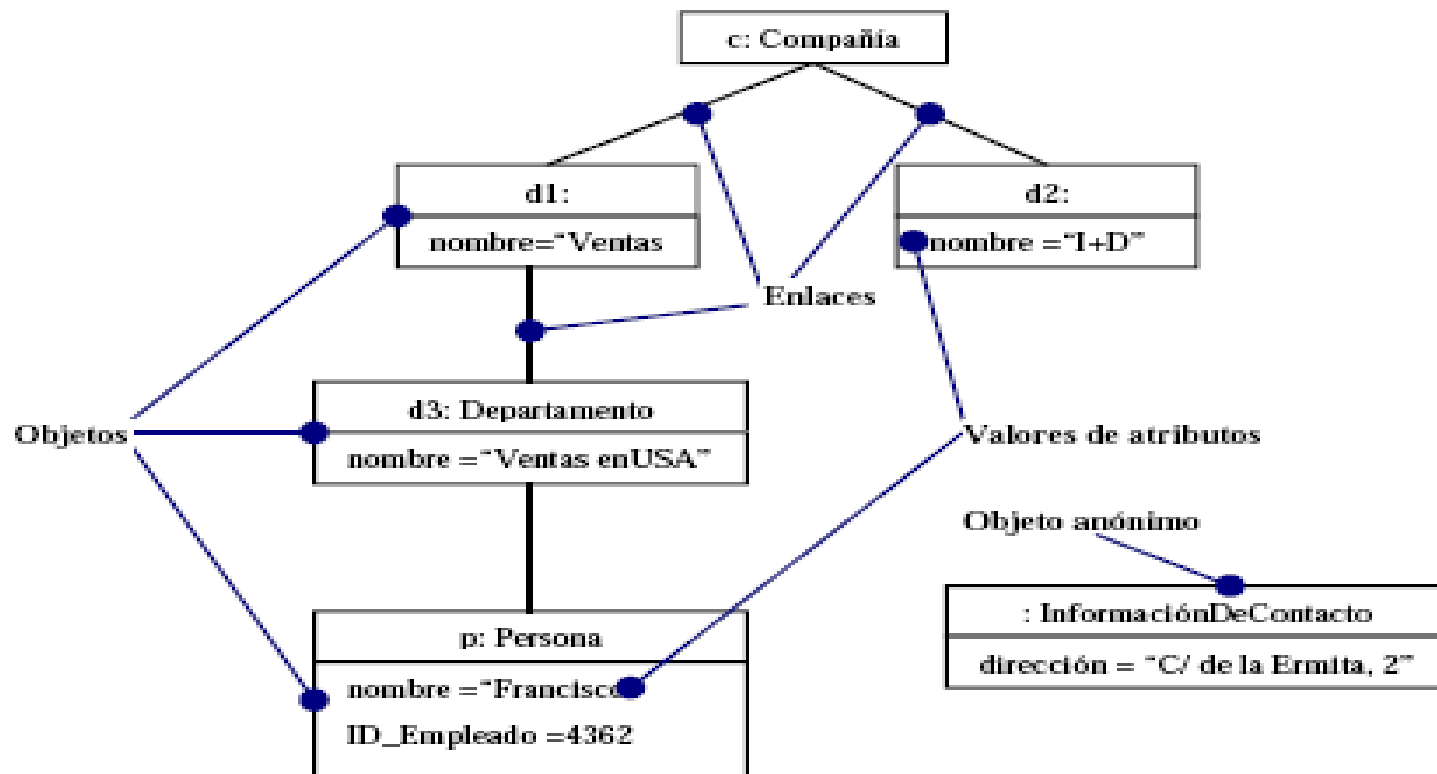 c: Compañía
d1:
nombre="Ventas
d2:
nombre ="I+D"
Enlaces
Objetos
d3: Departamento
nombre ="Ventas enUSA"
Valores de atributos
Objeto anónimo
: InformaciónDeContacto
dirección = "C/ de la Ermita, 2"
p: Persona
nombre ="Francisco
ID_Empleado =4362